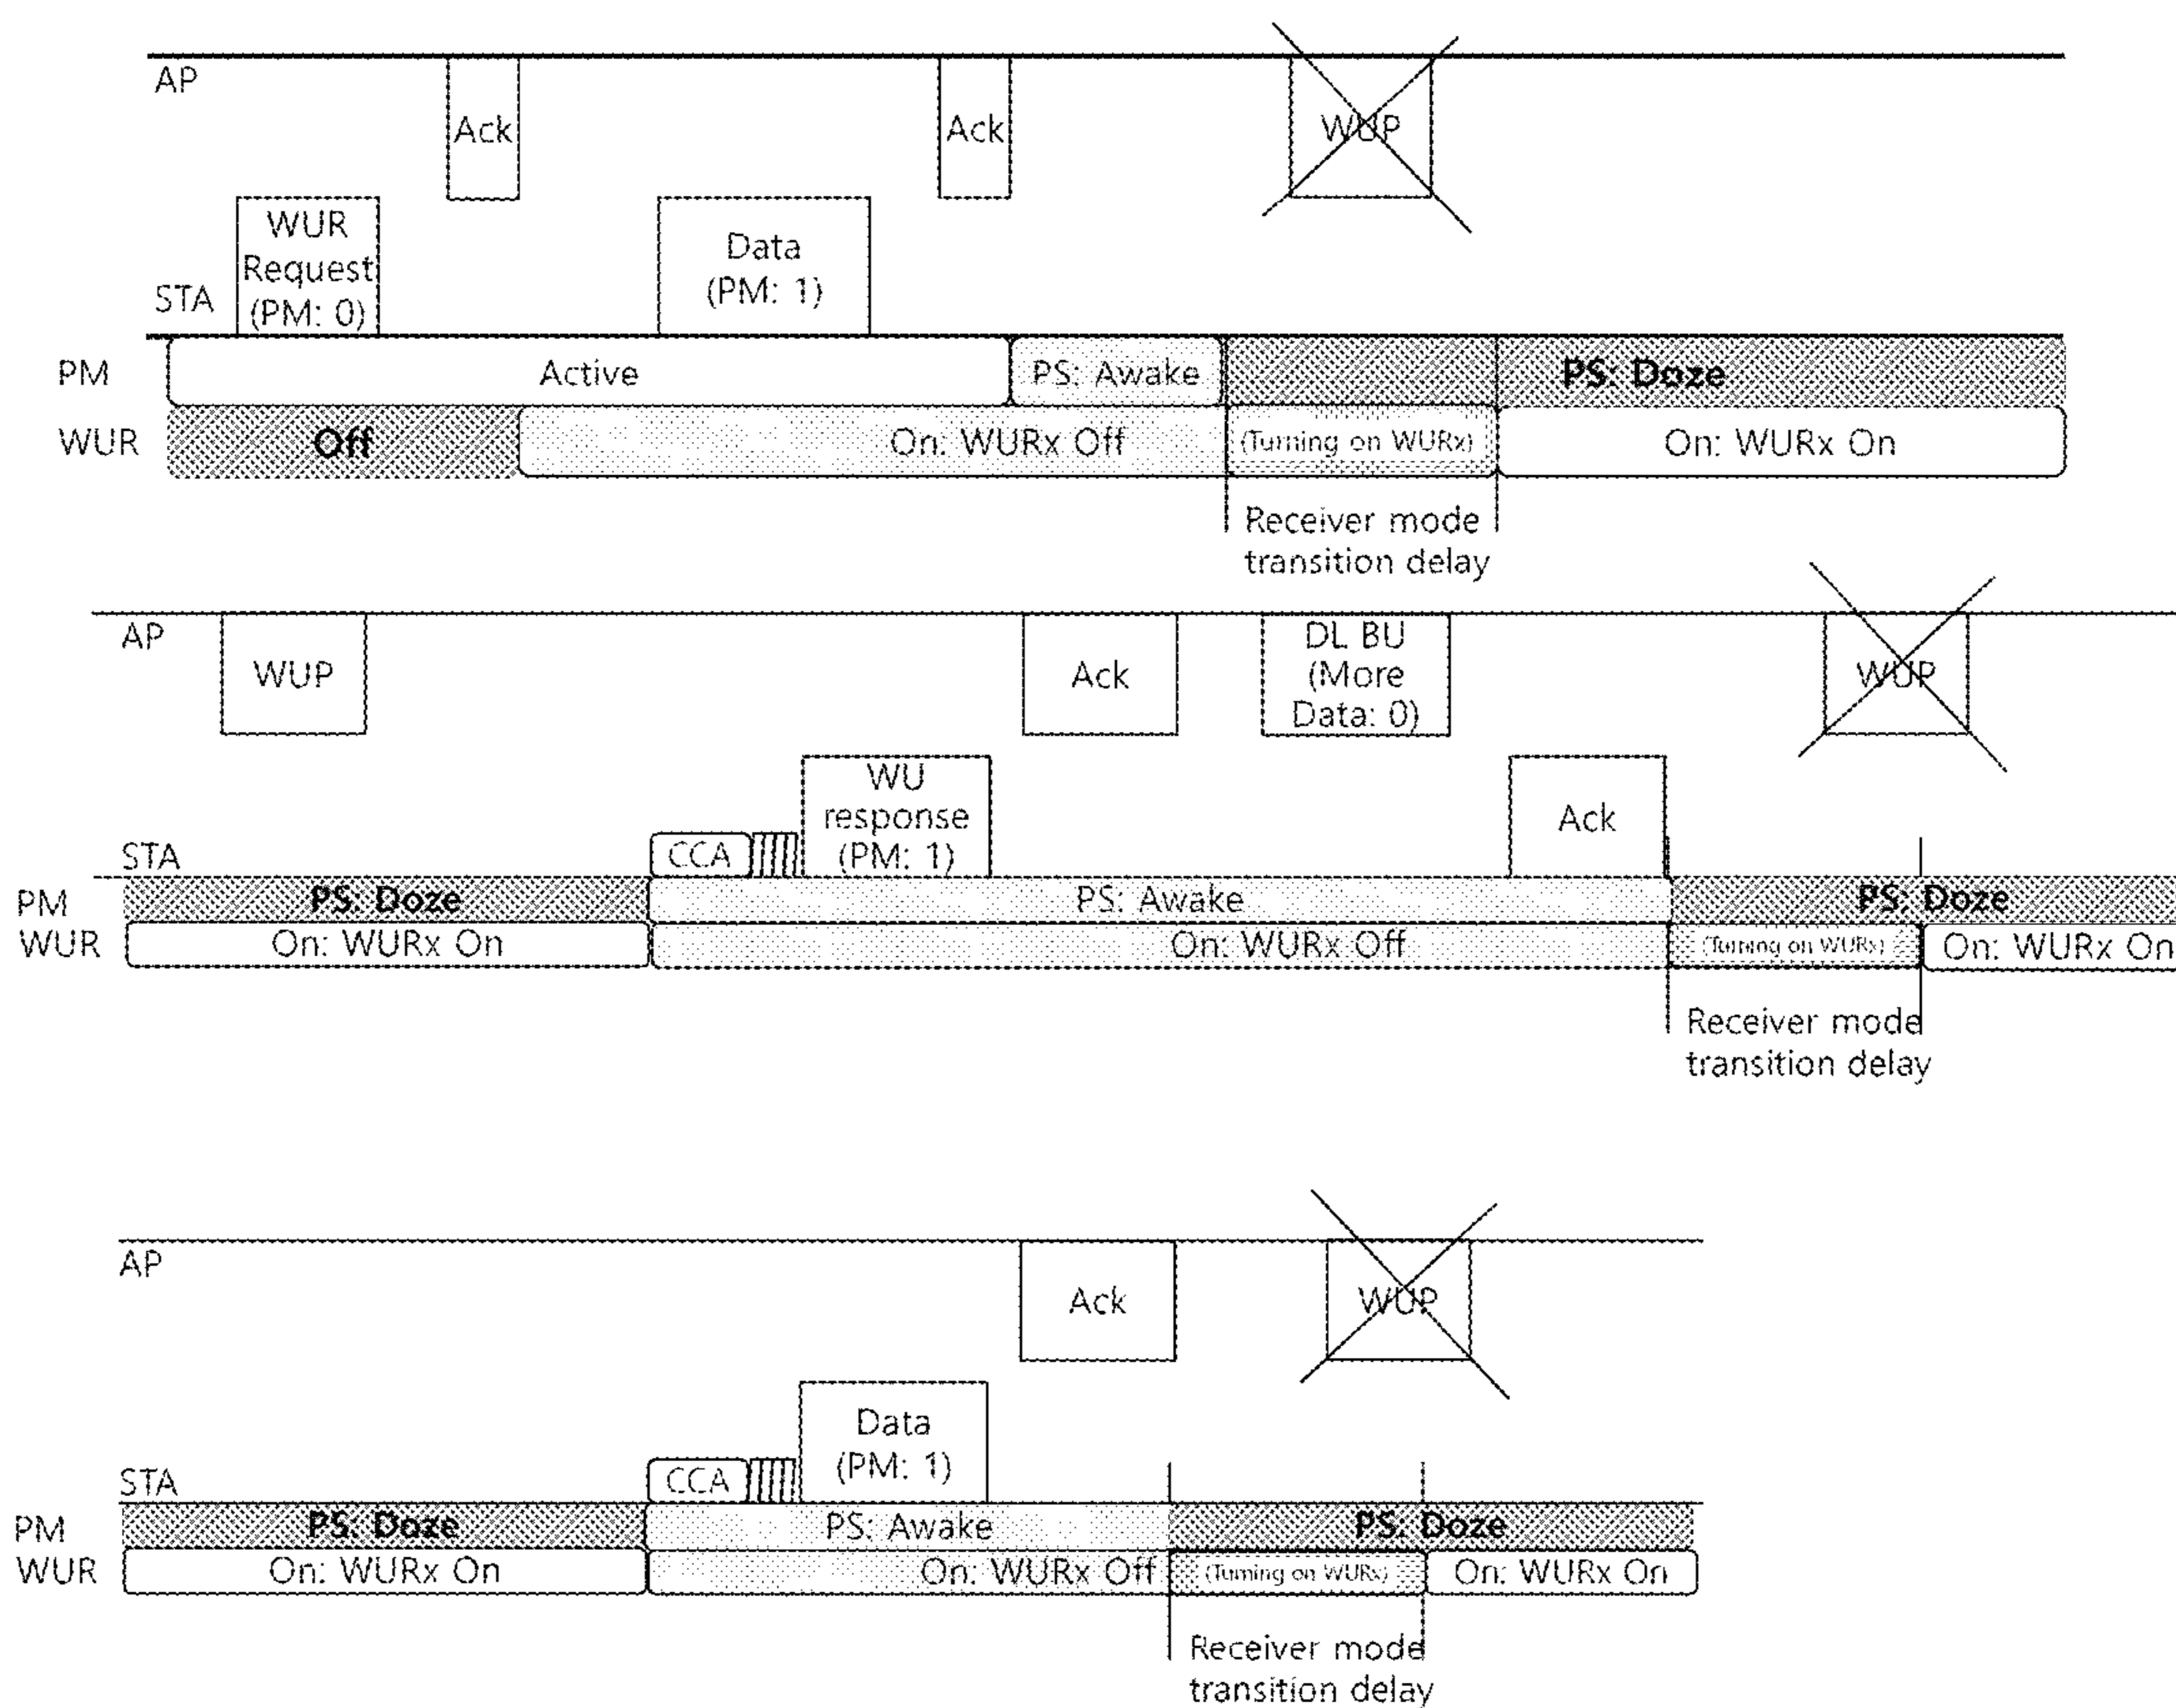 AP
Ack
Ack
WUP
WUR
Request
(PM: 0)
Data
(PM: 1)
STA
PM
Active
PS: Awake
PS: Doze
WUR
Off
On: WURx Off
(Turning on WURx)
On: WURx On
Receiver mode
transition delay
AP
WUP
Ack
DL BU
(More
Data: 0)
WUP
WU
response
(PM: 1)
Ack
STA
CCA
PM
PS: Doze
PS: Awake
PS: Doze
WUR
On: WURx On
On: WURx Off
(Turning on WURx)
On: WURx On
Receiver mode
transition delay
AP
Ack
WUP
Data
(PM: 1)
STA
CCA
PM
PS: Doze
PS: Awake
PS: Doze
WUR
On: WURx On
On: WURx Off
(Turning on WURx)
On: WURx On
Receiver mode
transition delay